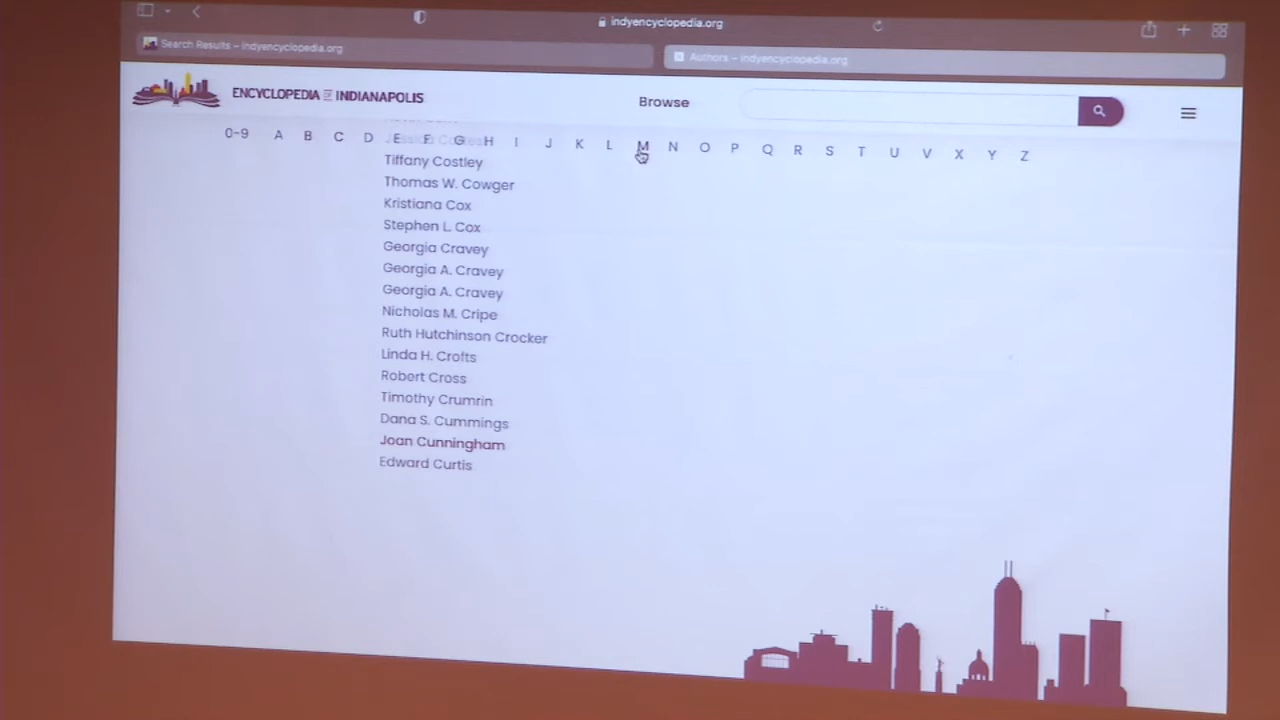 indyencyclopedia.org
Search Results – indyencyclopedia.org
Authors – indyencyclopedia.org
ENCYCLOPEDIA OF INDIANAPOLIS
Browse
0-9 A B C D E F G H I J K L M N O P Q R S T U V X Y Z
Tiffany Costley
Thomas W. Cowger
Kristiana Cox
Stephen L. Cox
Georgia Cravey
Georgia A. Cravey
Georgia A. Cravey
Nicholas M. Cripe
Ruth Hutchinson Crocker
Linda H. Crofts
Robert Cross
Timothy Crumrin
Dana S. Cummings
Joan Cunningham
Edward Curtis